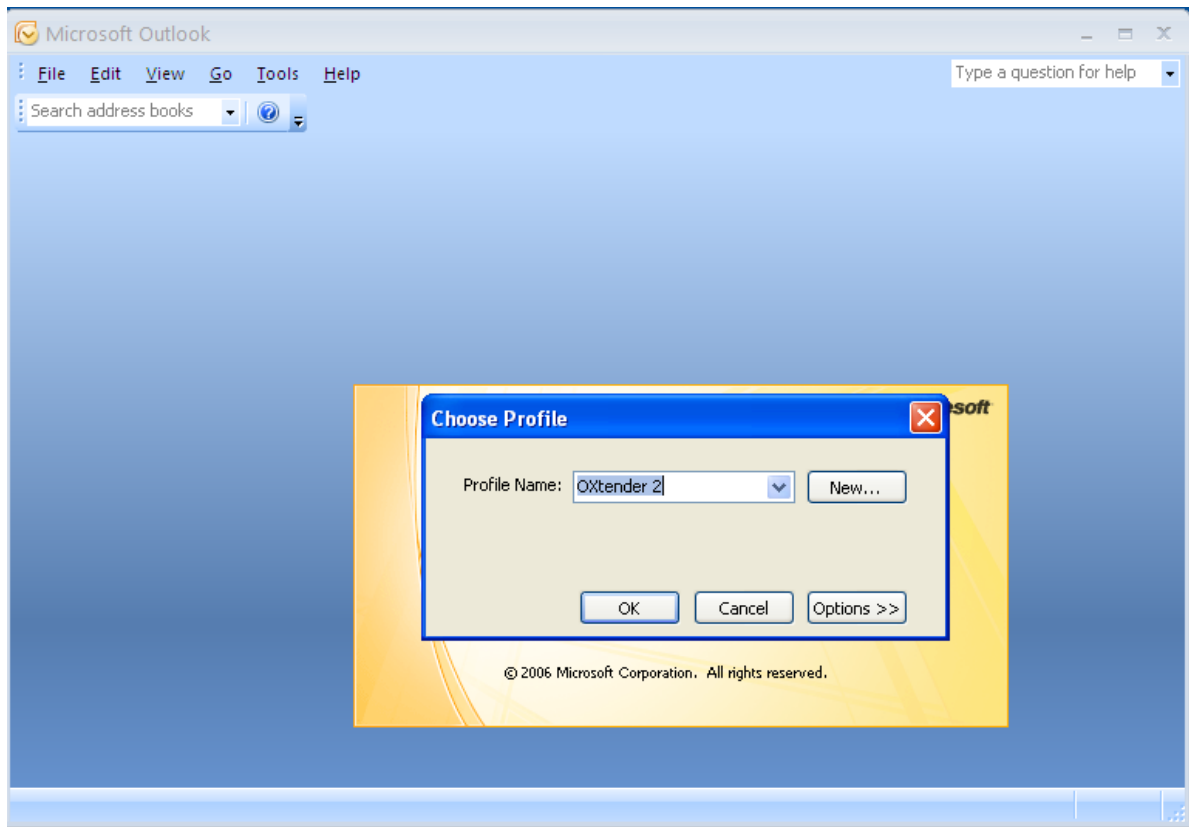 Microsoft Outlook
File Edit View Go Tools Help
Type a question for help
Search address books
Choose Profile
Profile Name: OXtender 2 New...
OK Cancel Options >>
© 2006 Microsoft Corporation. All rights reserved.